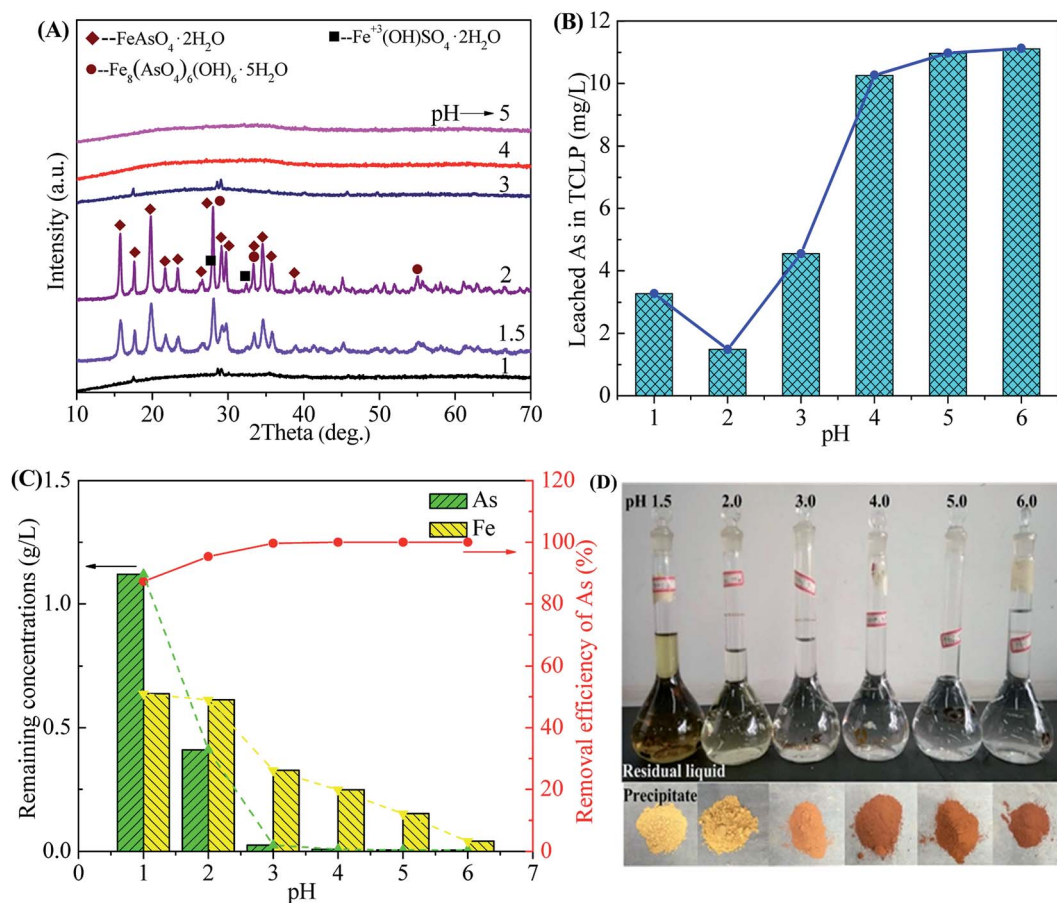 (A)
◆--FeAsO₄·2H₂O
■--Fe⁺³(OH)SO₄·2H₂O
●--Fe₈(AsO₄)₆(OH)₆·5H₂O
pH→5
4
3
2
1.5
1
Intensity (a.u.)
10 20 30 40 50 60 70
2Theta (deg.)
(B)
12
10
8
6
4
2
0
Leached As in TCLP (mg/L)
1 2 3 4 5 6
pH
(C)
1.5
1.0
0.5
0.0
Remaining concentrations (g/L)
As
Fe
120
100
80
60
40
20
0
Removal efficiency of As (%)
0 1 2 3 4 5 6 7
pH
(D)
pH 1.5 2.0 3.0 4.0 5.0 6.0
Residual liquid
Precipitate